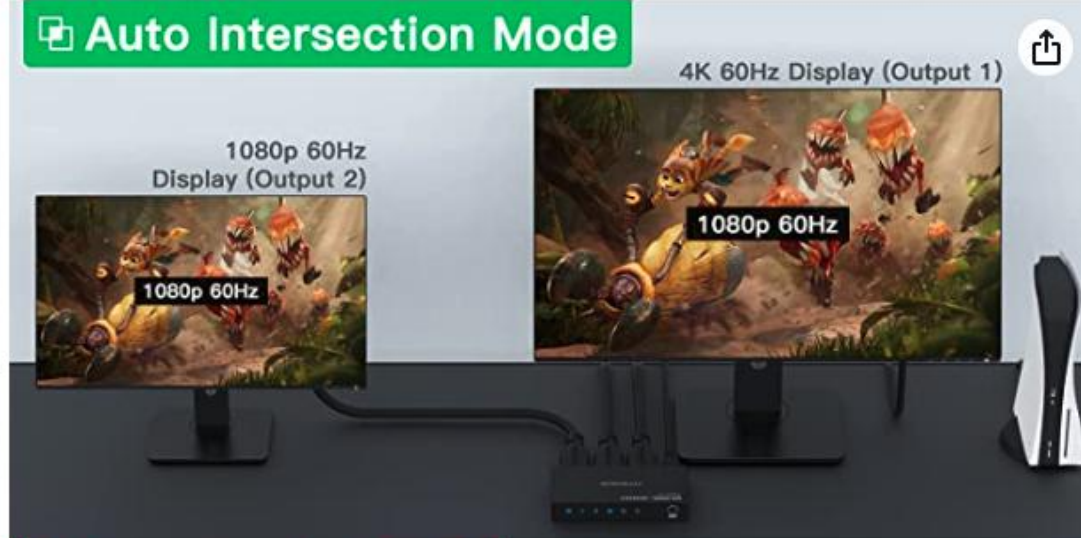 Auto Intersection Mode
4K 60Hz Display (Output 1)
1080p 60Hz
Display (Output 2)
1080p 60Hz
1080p 60Hz